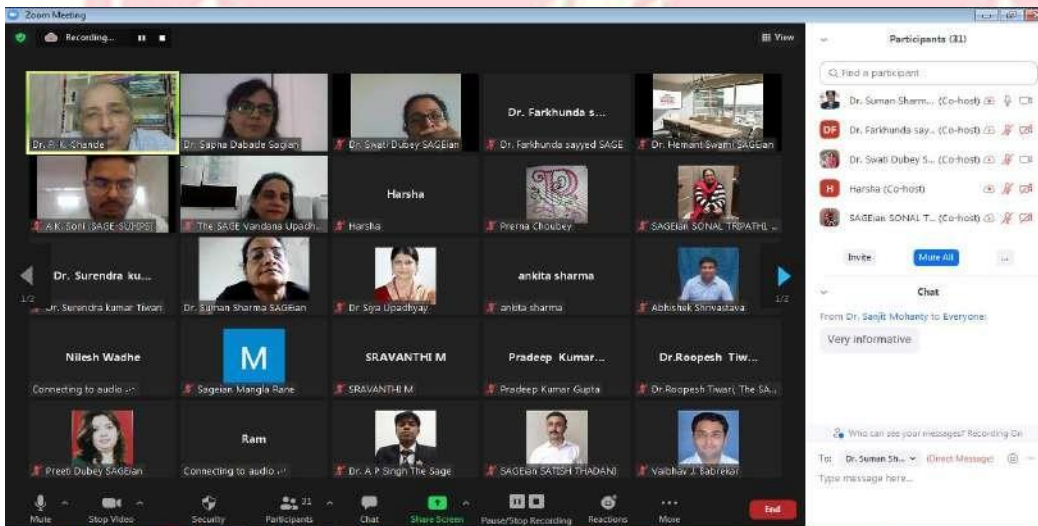 Zoom Meeting
Recording...
View
Dr. P. K. Chande
Dr. Sapna Dabade Sagian
Dr. Swati Dubey SAGEian
Dr. Farkhunda s...
Dr. Farkhunda sayyed SAGE
Dr. Hemant Swami SAGEian
A.K. Soni (SAGE-SUHIPS)
The SAGE Vandana Upadh...
Harsha
Harsha
Prerna Choubey
SAGEian SONAL TRIPATHI, ...
Dr. Surendra ku...
Dr. Surendra kumar Tiwari
Dr. Suman Sharma SAGEian
Dr Siya Upadhyay
ankita sharma
ankita sharma
Abhishek Shrivastava
1/2
1/2
Nilesh Wadhe
Connecting to audio
M
Sageian Mangla Rane
SRAVANTHI M
SRAVANTHI M
Pradeep Kumar...
Pradeep Kumar Gupta
Dr.Roopesh Tiw...
Dr.Roopesh Tiwari, The SA...
Preeti Dubey SAGEian
Ram
Connecting to audio
Dr. A P Singh The Sage
SAGEian SATISH THADANI
Vaibhav J. Babrekar
Mute
Stop Video
Security
31
Participants
Chat
Share Screen
Pause/Stop Recording
Reactions
More
End
Participants (31)
Find a participant
Dr. Suman Sharm... (Co-host)
DF
Dr. Farkhunda say... (Co-host)
Dr. Swati Dubey S... (Co-host)
H
Harsha (Co-host)
SAGEian SONAL T... (Co-host)
Invite
Mute All
...
Chat
From Dr. Sanjit Mohanty to Everyone:
Very informative
Who can see your messages? Recording On
To: Dr. Suman Sh... (Direct Message)
Type message here...